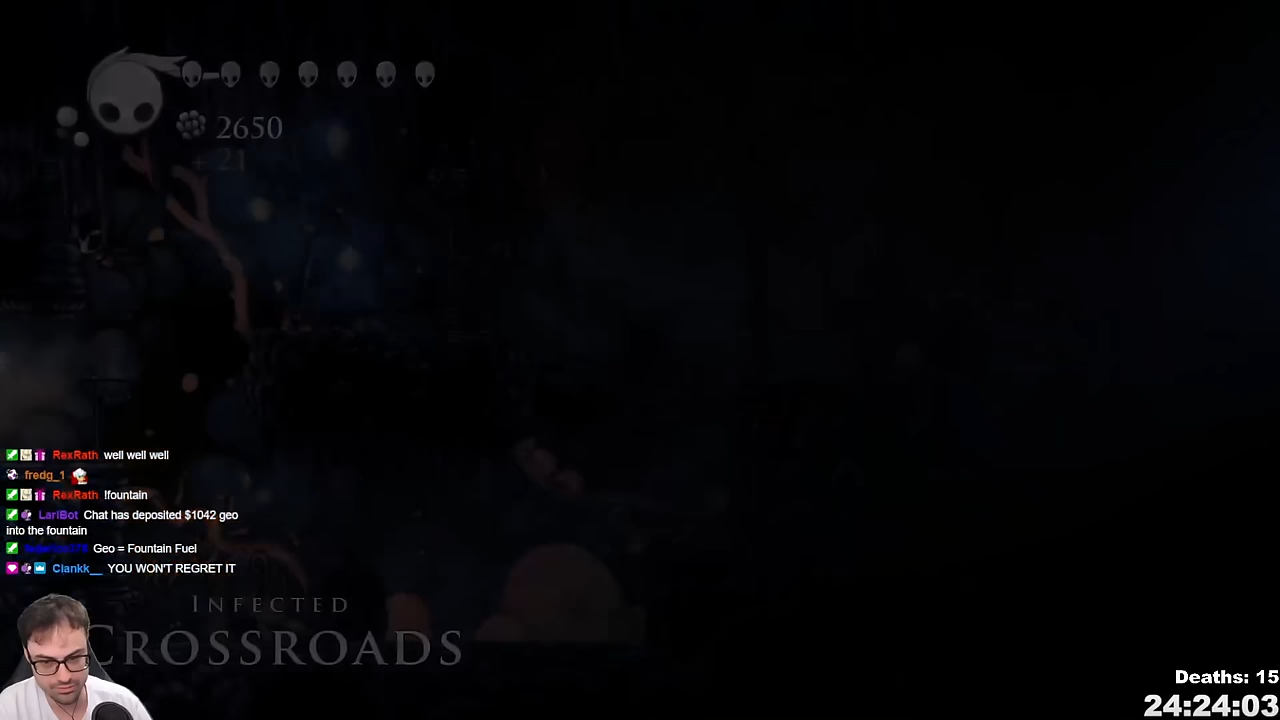 2650
+ 21
RexRath well well well
fredg_1
RexRath !fountain
LariBot Chat has deposited $1042 geo
into the fountain
Geo = Fountain Fuel
Clankk__ YOU WON'T REGRET IT
INFECTED
CROSSROADS
Deaths: 15
24:24:03